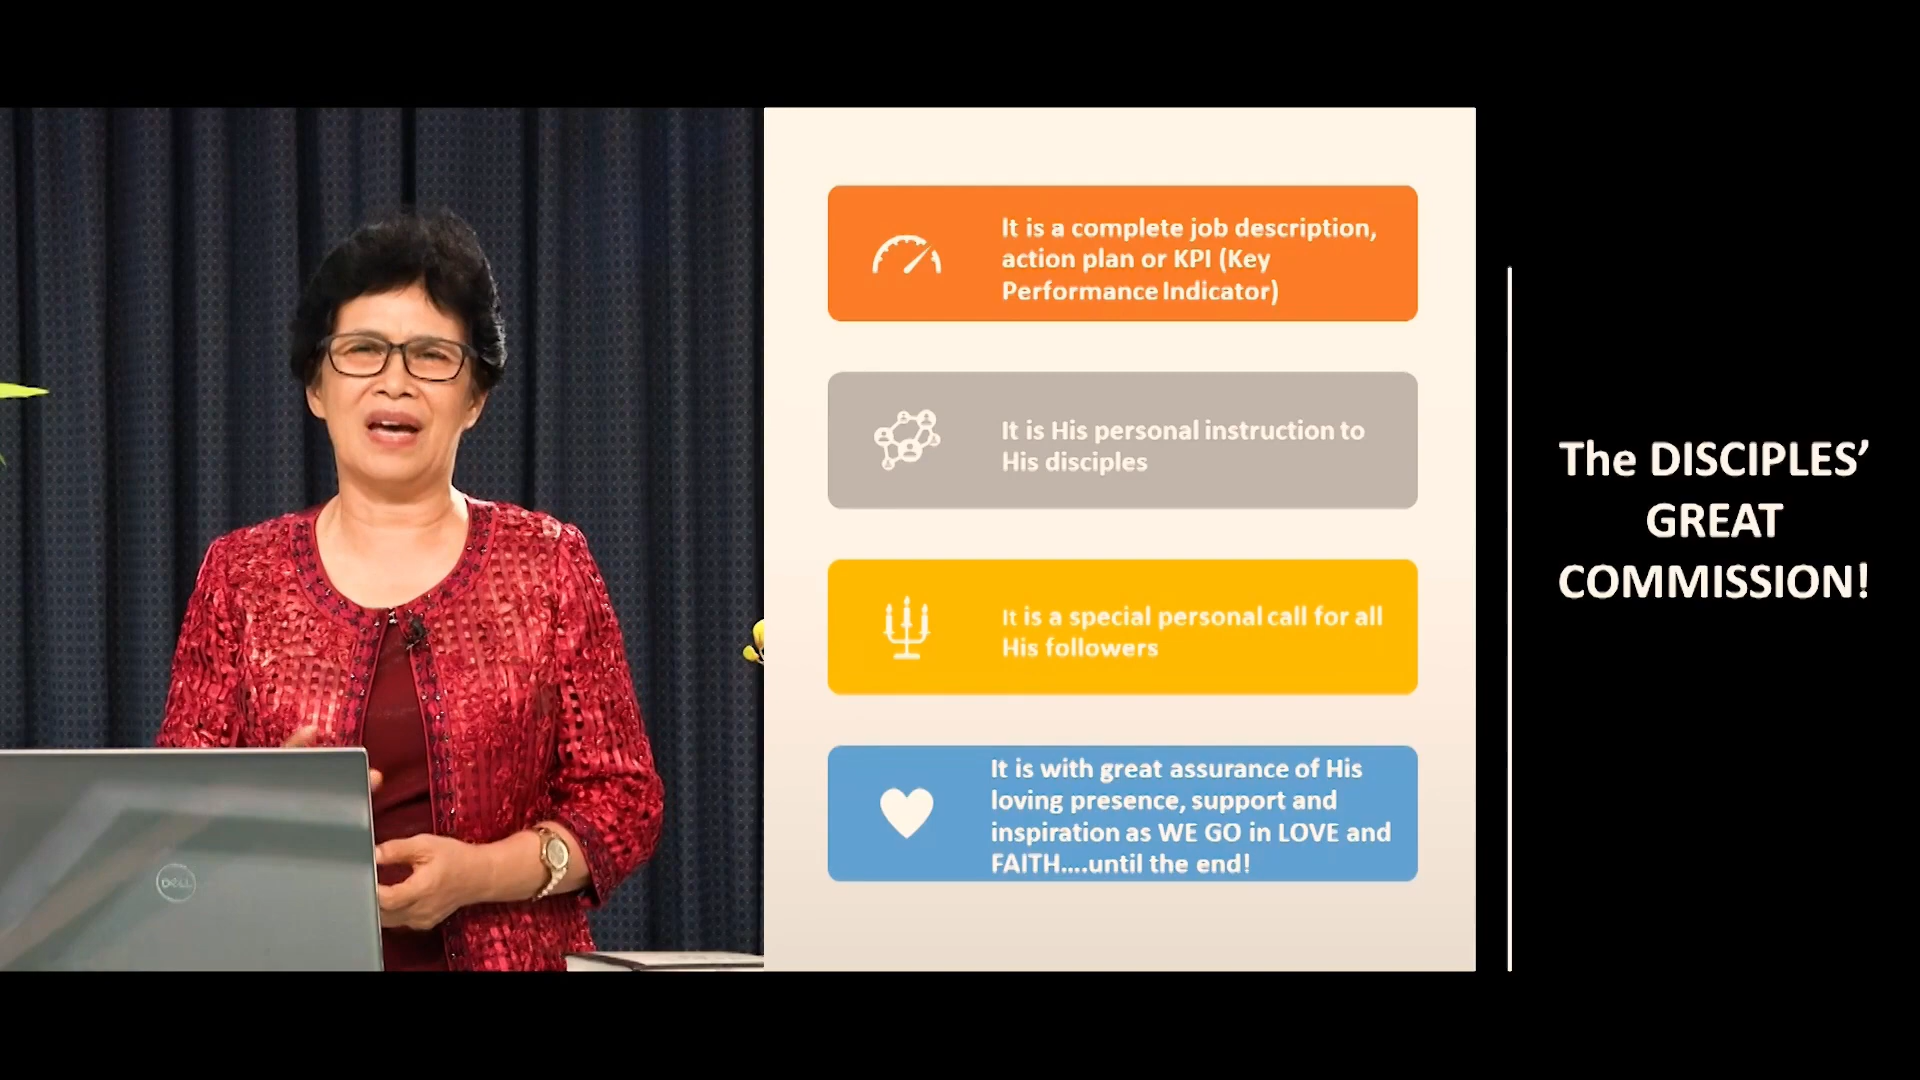 It is a complete job description,
action plan or KPI (Key
Performance Indicator)
It is His personal instruction to
His disciples
It is a special personal call for all
His followers
It is with great assurance of His
loving presence, support and
inspiration as WE GO in LOVE and
FAITH....until the end!
The DISCIPLES’
GREAT
COMMISSION!
DELL